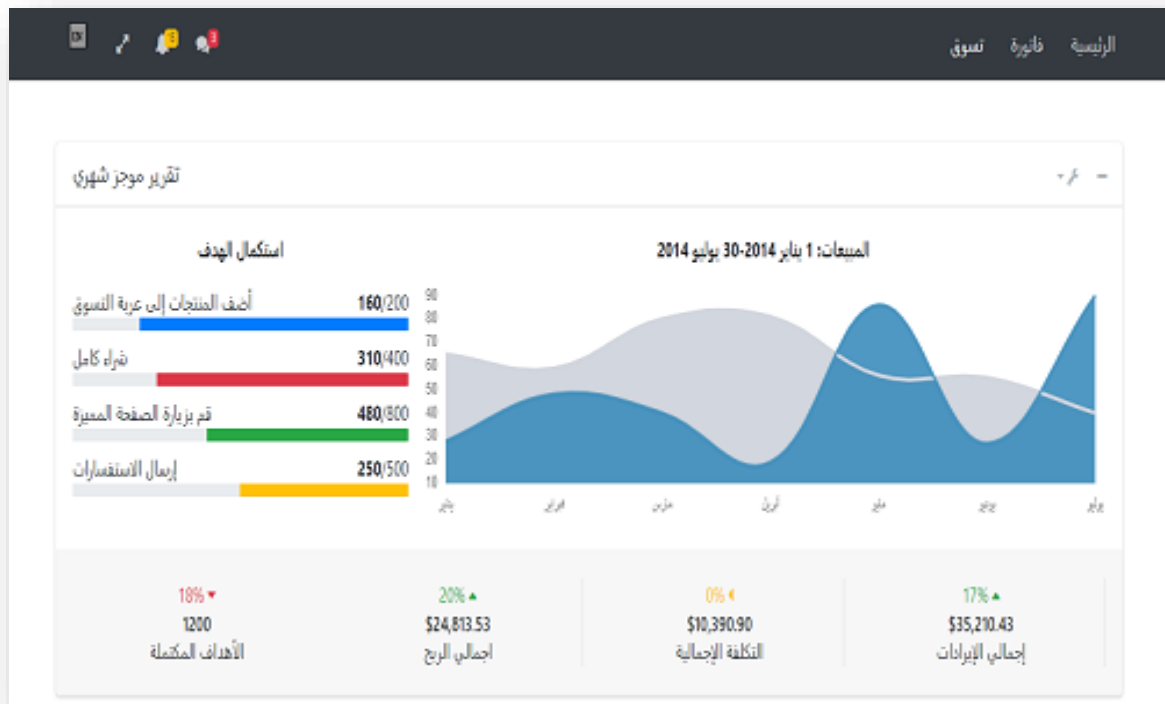 الرئيسية فاتورة تسوق
3
تقرير موجز شهري
المبيعات: 1 يناير 2014-30 يوليو 2014
90
80
70
60
50
40
30
20
10
يناير فبراير مارس أبريل مايو يونيو يوليو
استكمال الهدف
أضف المنتجات إلى عربة التسوق 160/200
شراء كامل 310/400
قم بزيارة الصفحة المميزة 480/800
إرسال الاستفسارات 250/500
17%
$35,210.43
إجمالي الإيرادات
0%
$10,390.90
التكلفة الإجمالية
20%
$24,813.53
اجمالي الربح
18%
1200
الأهداف المكتملة